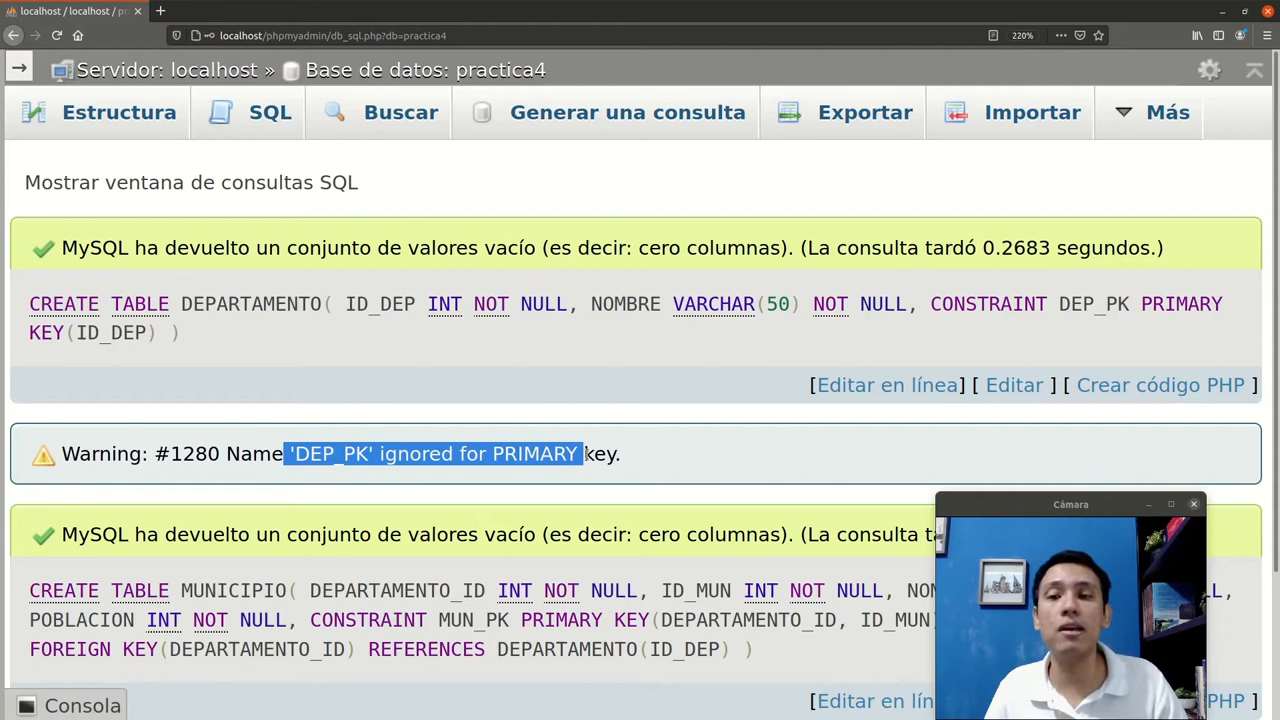 localhost / localhost / pr
localhost/phpmyadmin/db_sql.php?db=practica4
220%
Servidor: localhost » Base de datos: practica4
Estructura SQL Buscar Generar una consulta Exportar Importar Más
Mostrar ventana de consultas SQL
MySQL ha devuelto un conjunto de valores vacío (es decir: cero columnas). (La consulta tardó 0.2683 segundos.)
CREATE TABLE DEPARTAMENTO( ID_DEP INT NOT NULL, NOMBRE VARCHAR(50) NOT NULL, CONSTRAINT DEP_PK PRIMARY
KEY(ID_DEP) )
[Editar en línea] [ Editar ] [ Crear código PHP ]
Warning: #1280 Name 'DEP_PK' ignored for PRIMARY key.
Cámara
MySQL ha devuelto un conjunto de valores vacío (es decir: cero columnas). (La consulta ta
CREATE TABLE MUNICIPIO( DEPARTAMENTO_ID INT NOT NULL, ID_MUN INT NOT NULL, NOM LL,
POBLACION INT NOT NULL, CONSTRAINT MUN_PK PRIMARY KEY(DEPARTAMENTO_ID, ID_MUN)
FOREIGN KEY(DEPARTAMENTO_ID) REFERENCES DEPARTAMENTO(ID_DEP) )
[Editar en lín PHP ]
Consola